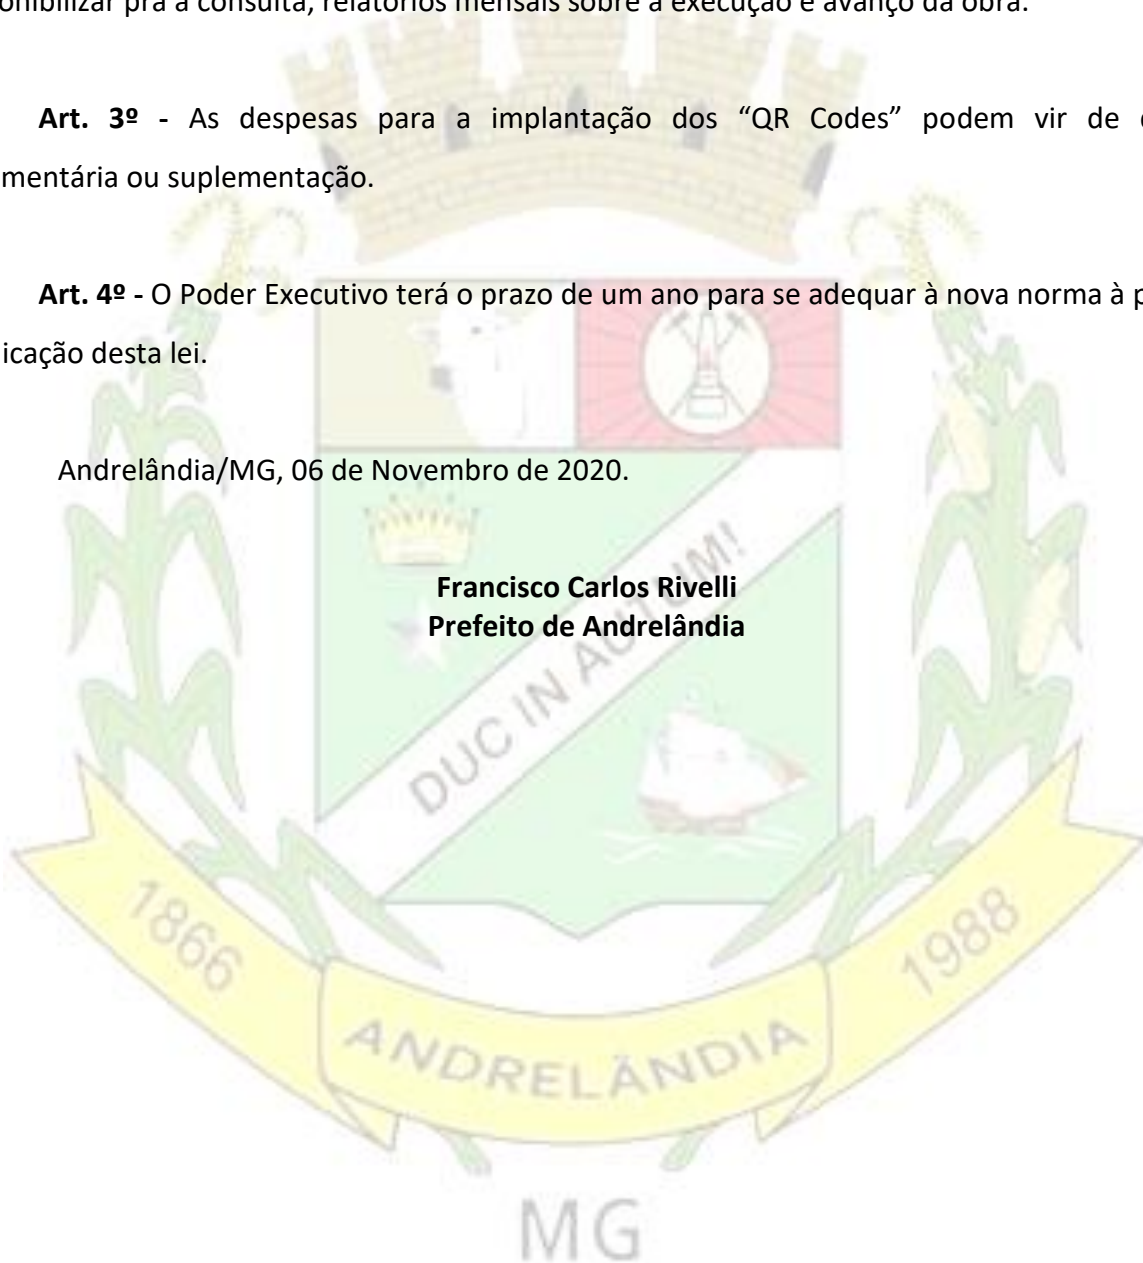 onibilizar pra a consulta, relatórios mensais sobre a execução e avanço da obra.
Art. 3º - As despesas para a implantação dos “QR Codes” podem vir de
mentária ou suplementação.
Art. 4º - O Poder Executivo terá o prazo de um ano para se adequar à nova norma à p
icação desta lei.
Andrelândia/MG, 06 de Novembro de 2020.
Francisco Carlos Rivelli
Prefeito de Andrelândia
DUC IN ALTUM!
1866
ANDRELÂNDIA
1988
MG